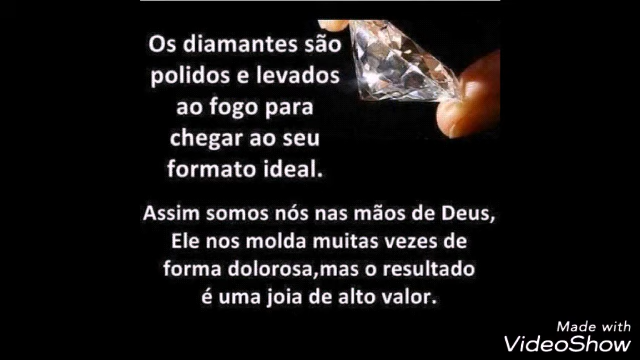 Os diamantes são
polidos e levados
ao fogo para
chegar ao seu
formato ideal.
Assim somos nós nas mãos de Deus,
Ele nos molda muitas vezes de
forma dolorosa,mas o resultado
é uma joia de alto valor.
Made with
VideoShow